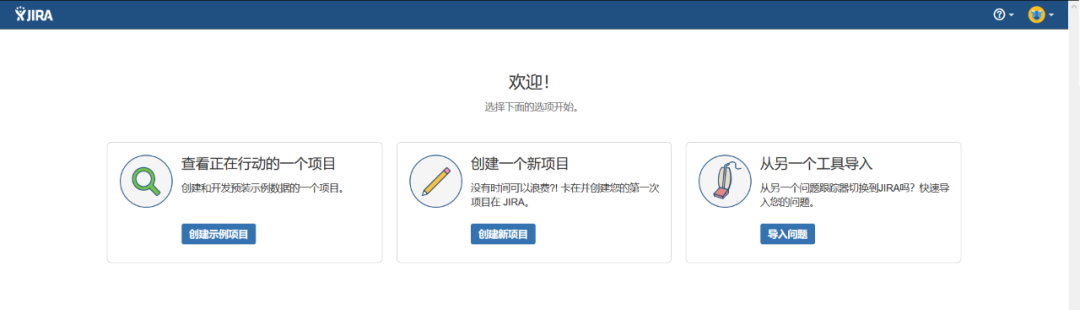 JIRA
欢迎！
选择下面的选项开始。
查看正在行动的一个项目
创建和开发预装示例数据的一个项目。
创建示例项目
创建一个新项目
没有时间可以浪费?! 卡在并创建您的第一次
项目在 JIRA。
创建新项目
从另一个工具导入
从另一个问题跟踪器切换到JIRA吗？快速导
入您的问题。
导入问题